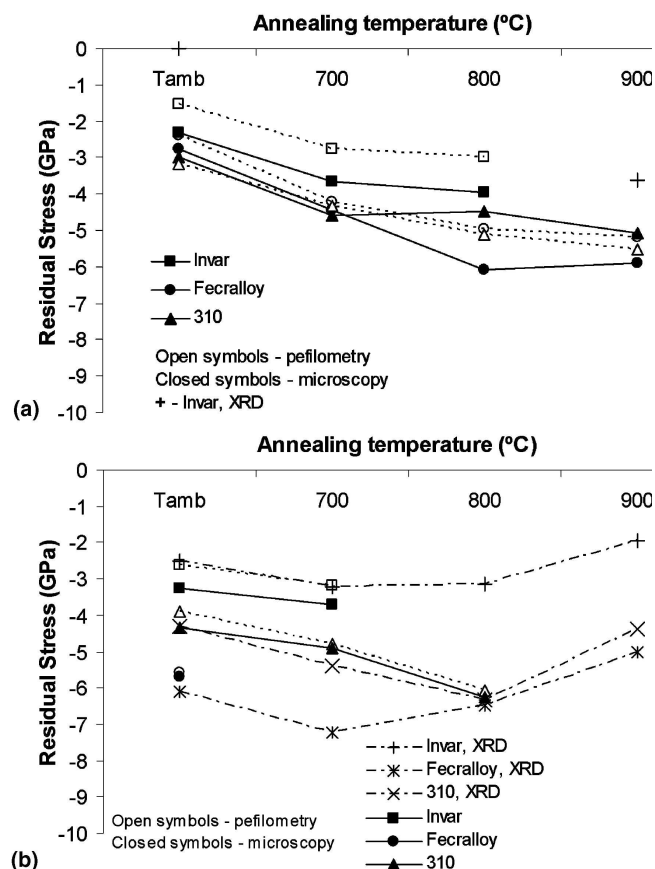 Annealing temperature (ºC)
0
Tamb 700 800 900
-1
-2
-3
-4
-5
-6
-7
-8
-9
-10
Residual Stress (GPa)
Invar
Fecralloy
310
Open symbols - pefilometry
Closed symbols - microscopy
+ - Invar, XRD
(a)
Annealing temperature (ºC)
0
Tamb 700 800 900
-1
-2
-3
-4
-5
-6
-7
-8
-9
-10
Residual Stress (GPa)
Invar, XRD
Fecralloy, XRD
310, XRD
Invar
Fecralloy
310
Open symbols - pefilometry
Closed symbols - microscopy
(b)